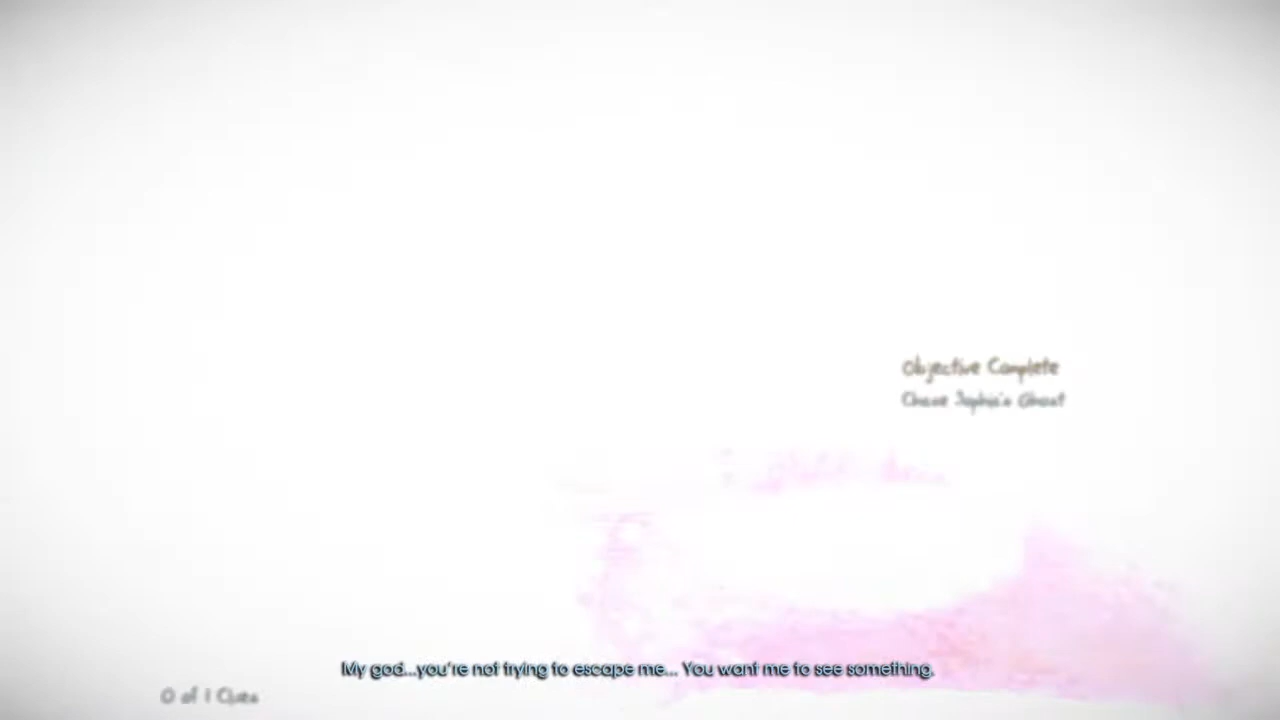 Objective Complete
Chase Sophia's Ghost
My god...you're not trying to escape me... You want me to see something.
0 of 1 Clues